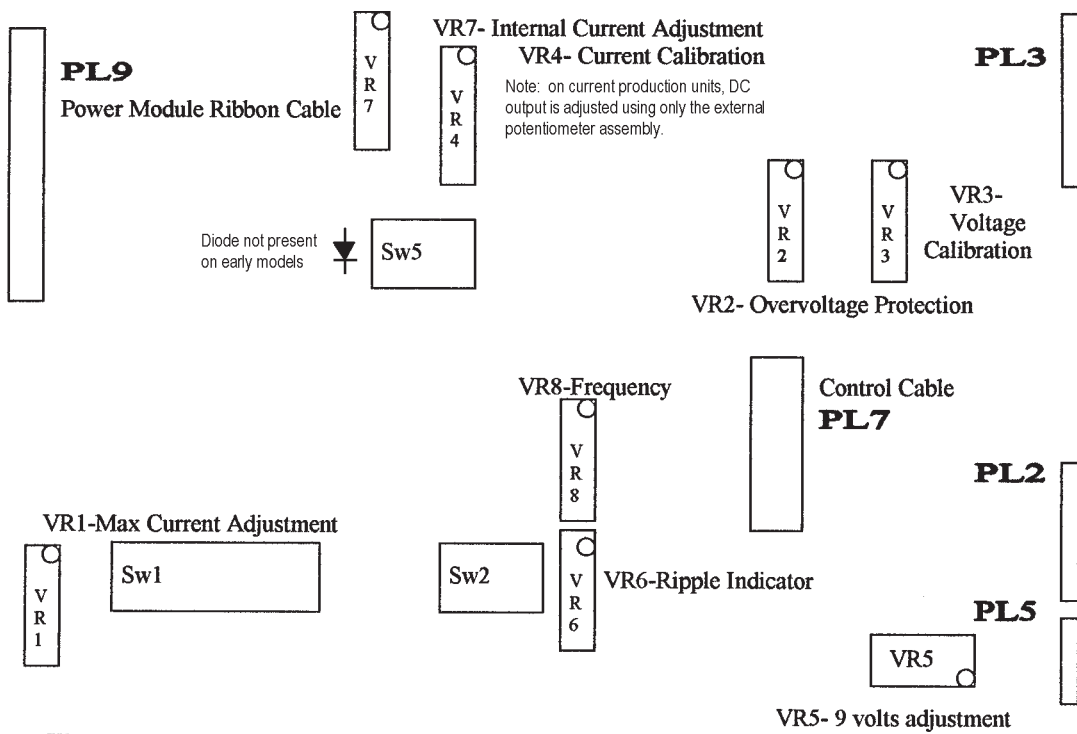 VR7- Internal Current Adjustment
PL9
PL3
VR4- Current Calibration
Power Module Ribbon Cable
V
R
7
V
R
4
Note: on current production units, DC
output is adjusted using only the external
potentiometer assembly.
Diode not present
on early models
Sw5
V
R
2
V
R
3
VR3-
Voltage
Calibration
VR2- Overvoltage Protection
VR8-Frequency
Control Cable
PL7
V
R
8
PL2
VR1-Max Current Adjustment
V
R
1
Sw1
Sw2
V
R
6
VR6-Ripple Indicator
PL5
VR5
VR5- 9 volts adjustment